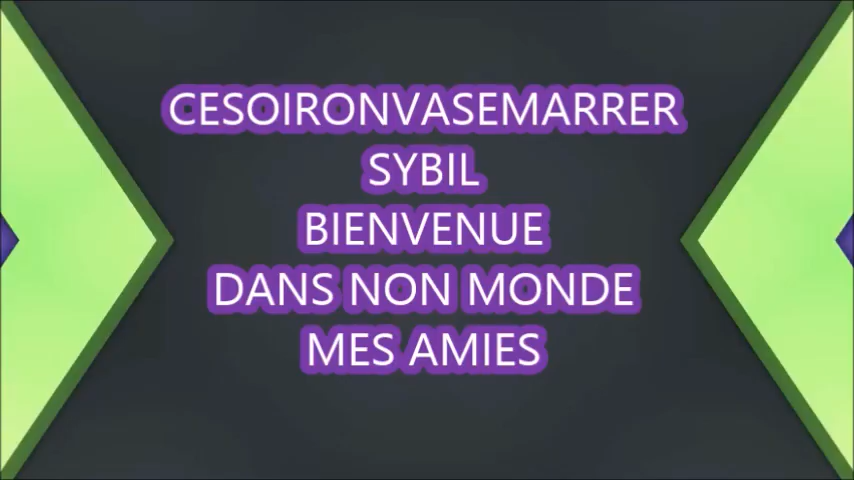 CESOIRONVASEMARRER
SYBIL
BIENVENUE
DANS NON MONDE
MES AMIES